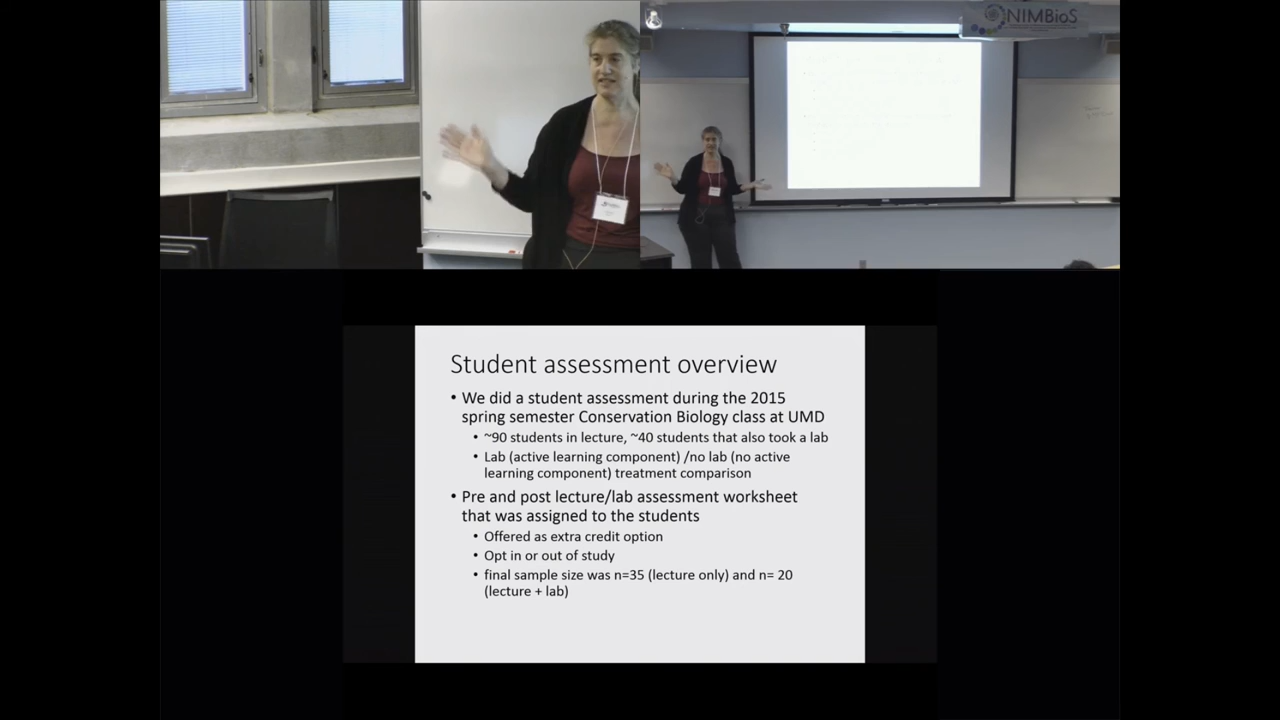 NIMBioS
Student assessment overview
• We did a student assessment during the 2015
spring semester Conservation Biology class at UMD
• ~90 students in lecture, ~40 students that also took a lab
• Lab (active learning component) /no lab (no active
learning component) treatment comparison
• Pre and post lecture/lab assessment worksheet
that was assigned to the students
• Offered as extra credit option
• Opt in or out of study
• final sample size was n=35 (lecture only) and n= 20
(lecture + lab)